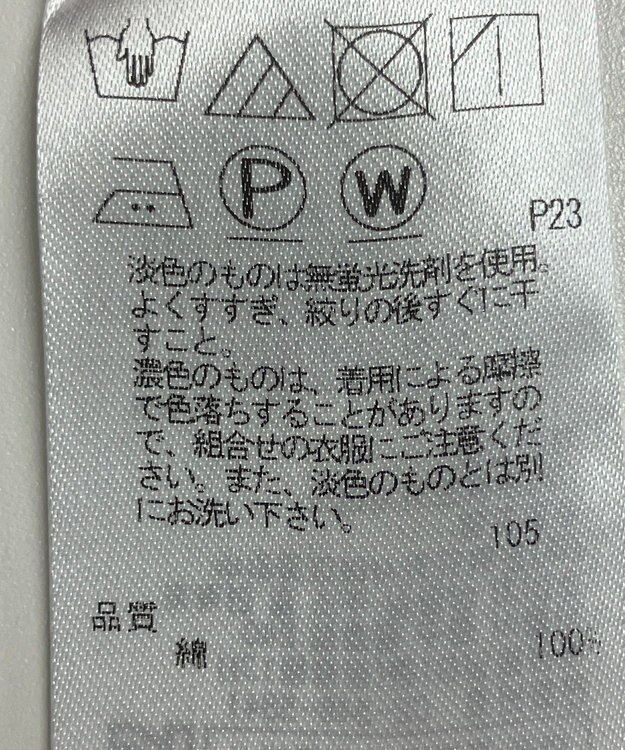 P W
P23
淡色のものは無蛍光洗剤を使用。
よくすすぎ、絞りの後すぐに干
すこと。
濃色のものは、着用による摩擦
で色落ちすることがありますの
で、組合せの衣服にご注意くだ
さい。また、淡色のものとは別
にお洗い下さい。
105
品質
綿 100%